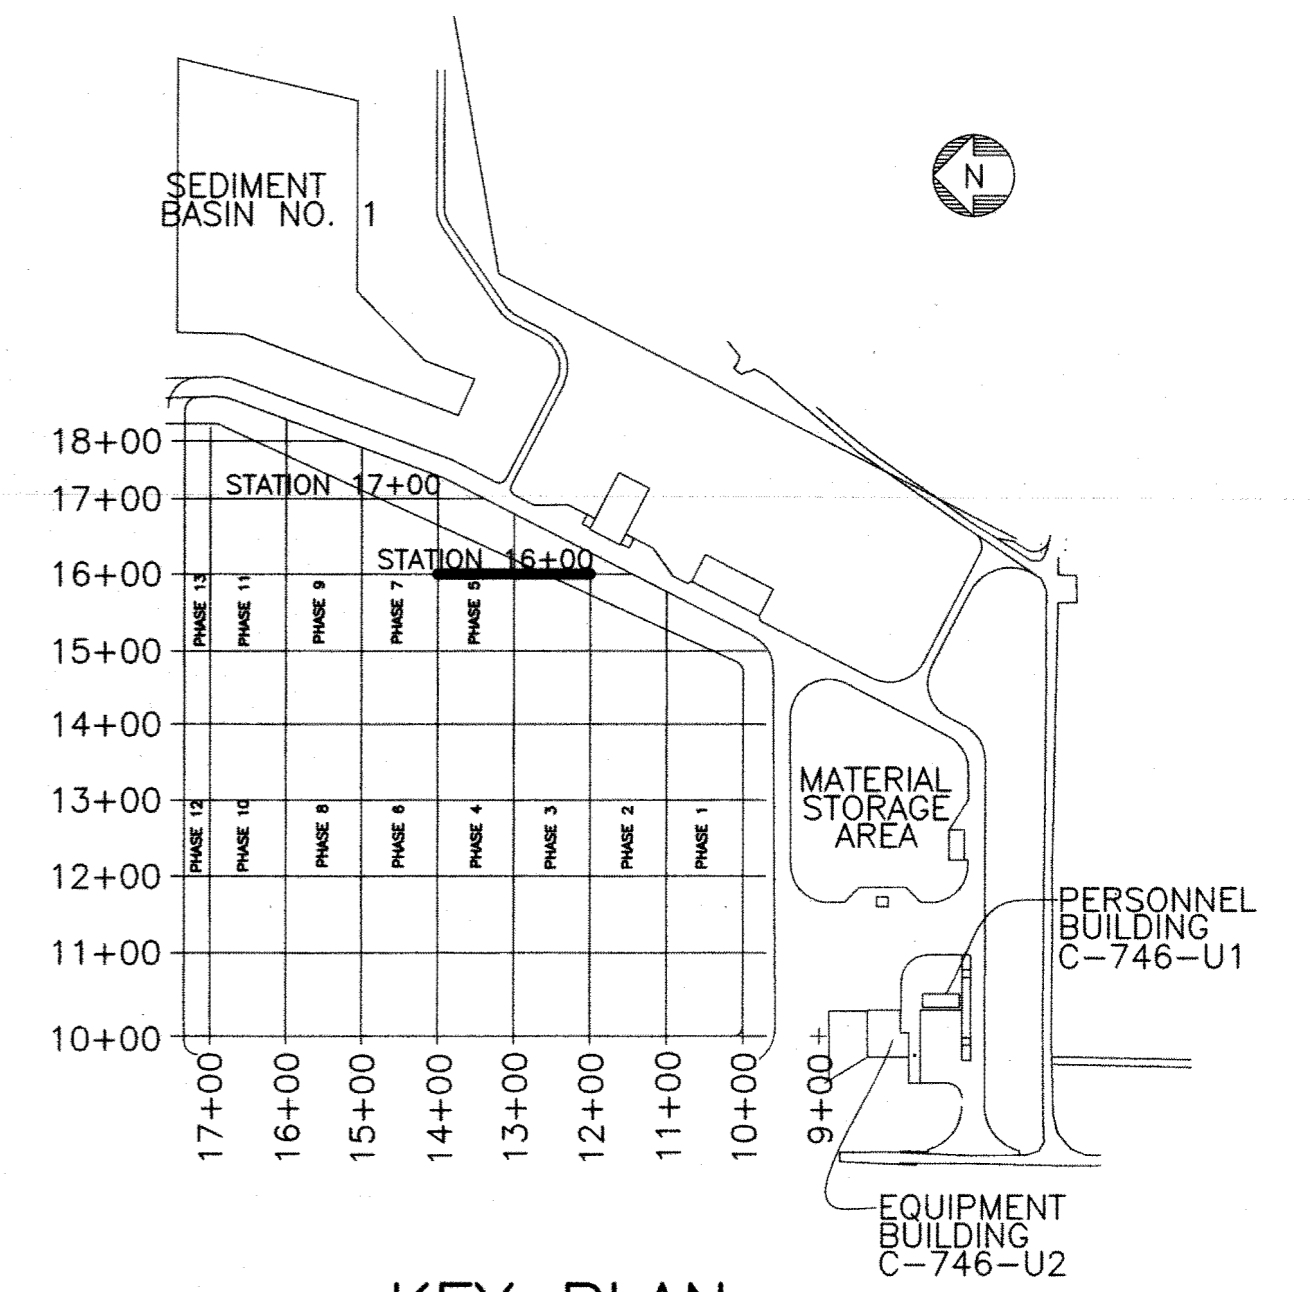 N
SEDIMENT
BASIN NO. 1
18+00
STATION 17+00
17+00
STATION 16+00
16+00
PHASE 13
PHASE 11
PHASE 9
PHASE 7
PHASE 5
15+00
14+00
MATERIAL
STORAGE
AREA
13+00
PHASE 12
PHASE 10
PHASE 8
PHASE 6
PHASE 4
PHASE 3
PHASE 2
PHASE 1
12+00
PERSONNEL
BUILDING
C-746-U1
11+00
10+00
17+00
16+00
15+00
14+00
13+00
12+00
11+00
10+00
9+00
EQUIPMENT
BUILDING
C-746-U2
KEY PLAN